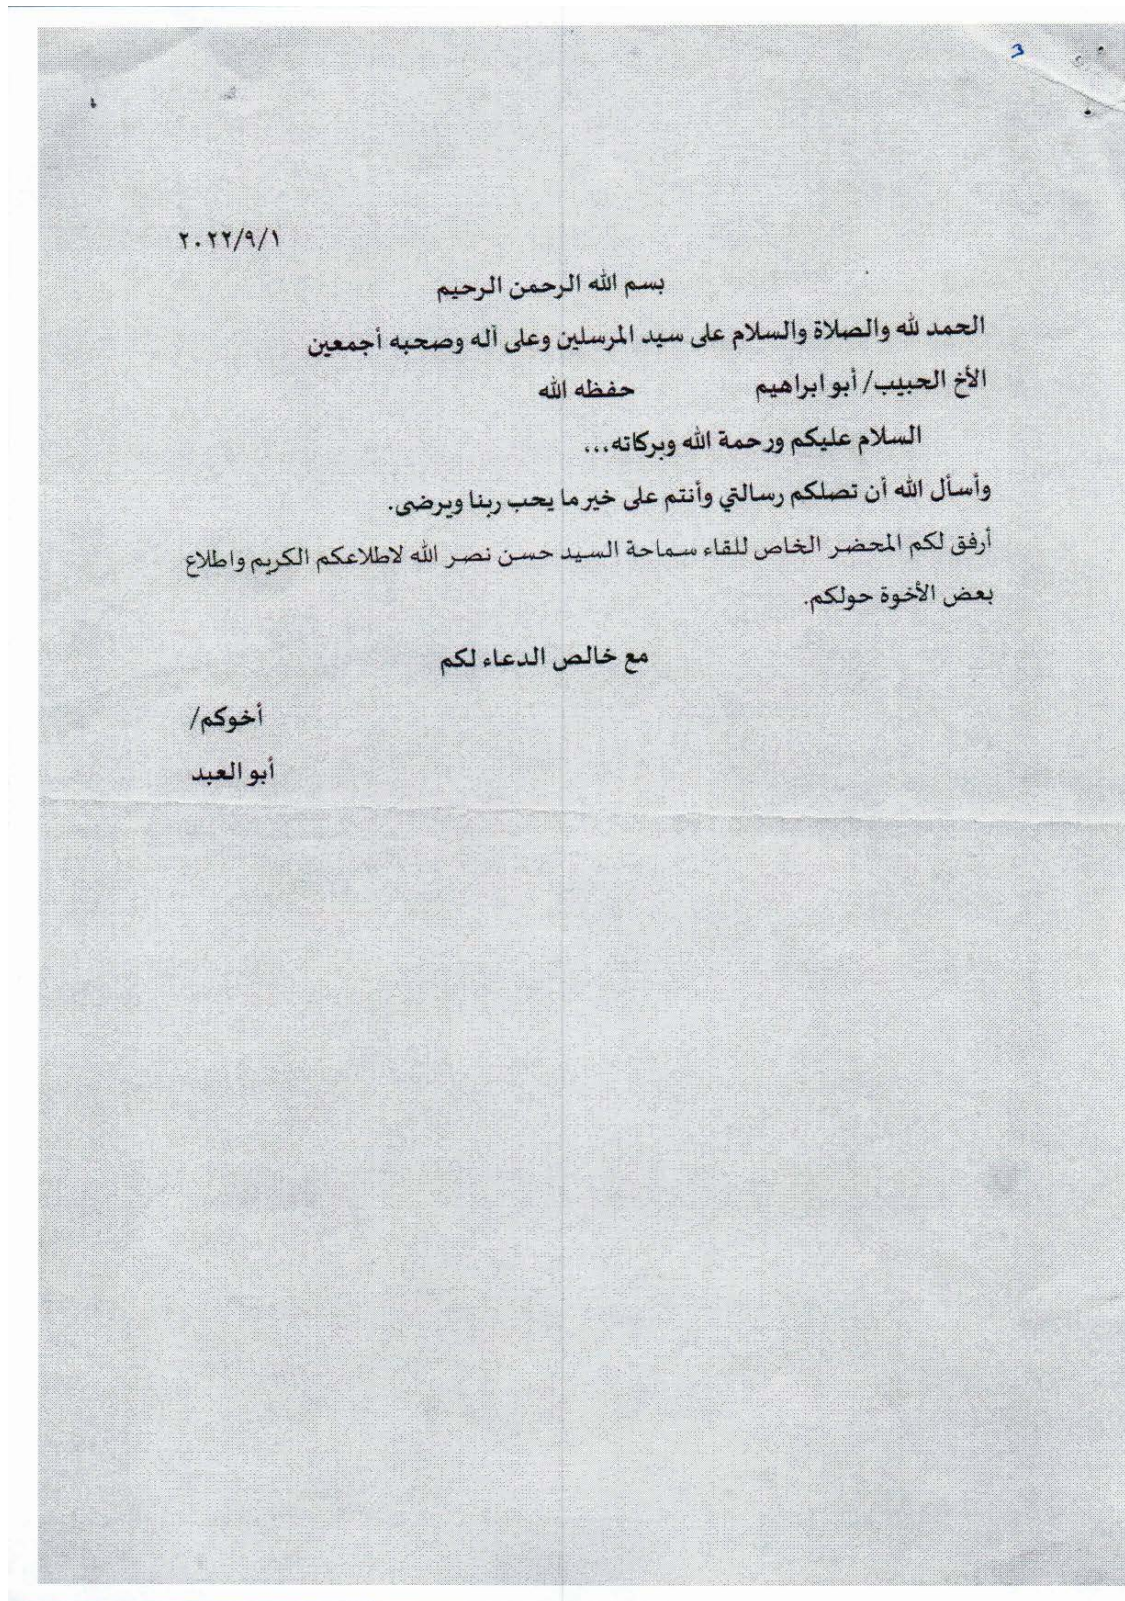 3
٢٠٢٢/٩/١
بسم الله الرحمن الرحيم
الحمد لله والصلاة والسلام على سيد المرسلين وعلى آله وصحبه أجمعين
الأخ الحبيب/ أبو ابراهيم حفظه الله
السلام عليكم ورحمة الله وبركاته...
وأسأل الله أن تصلكم رسالتي وأنتم على خير ما يحب ربنا ويرضى.
أرفق لكم المحضر الخاص للقاء سماحة السيد حسن نصر الله لاطلاعكم الكريم واطلاع
بعض الأخوة حولكم.
مع خالص الدعاء لكم
أخوكم/
أبو العبد